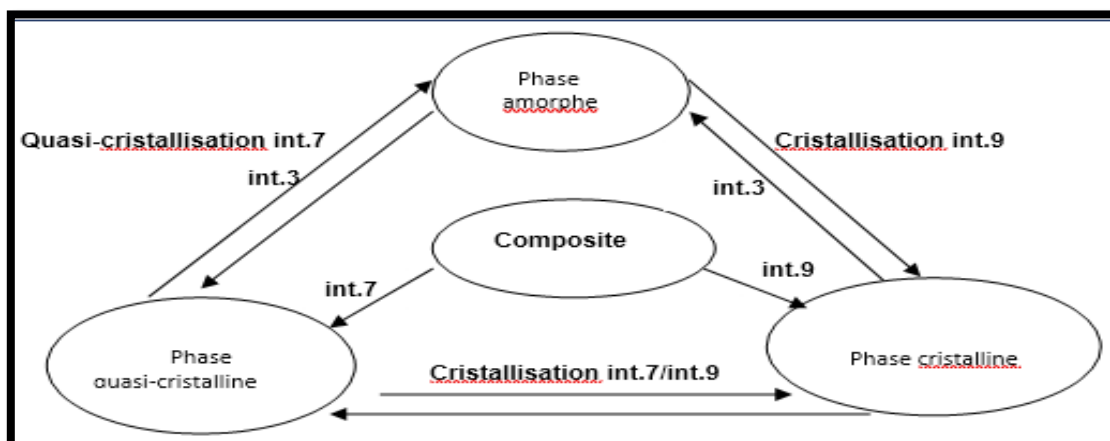 Phase
amorphe
Quasi-cristallisation int.7
Cristallisation int.9
int.3
int.3
Composite
int.7
int.9
Phase
quasi-cristalline
Phase cristalline
Cristallisation int.7/int.9